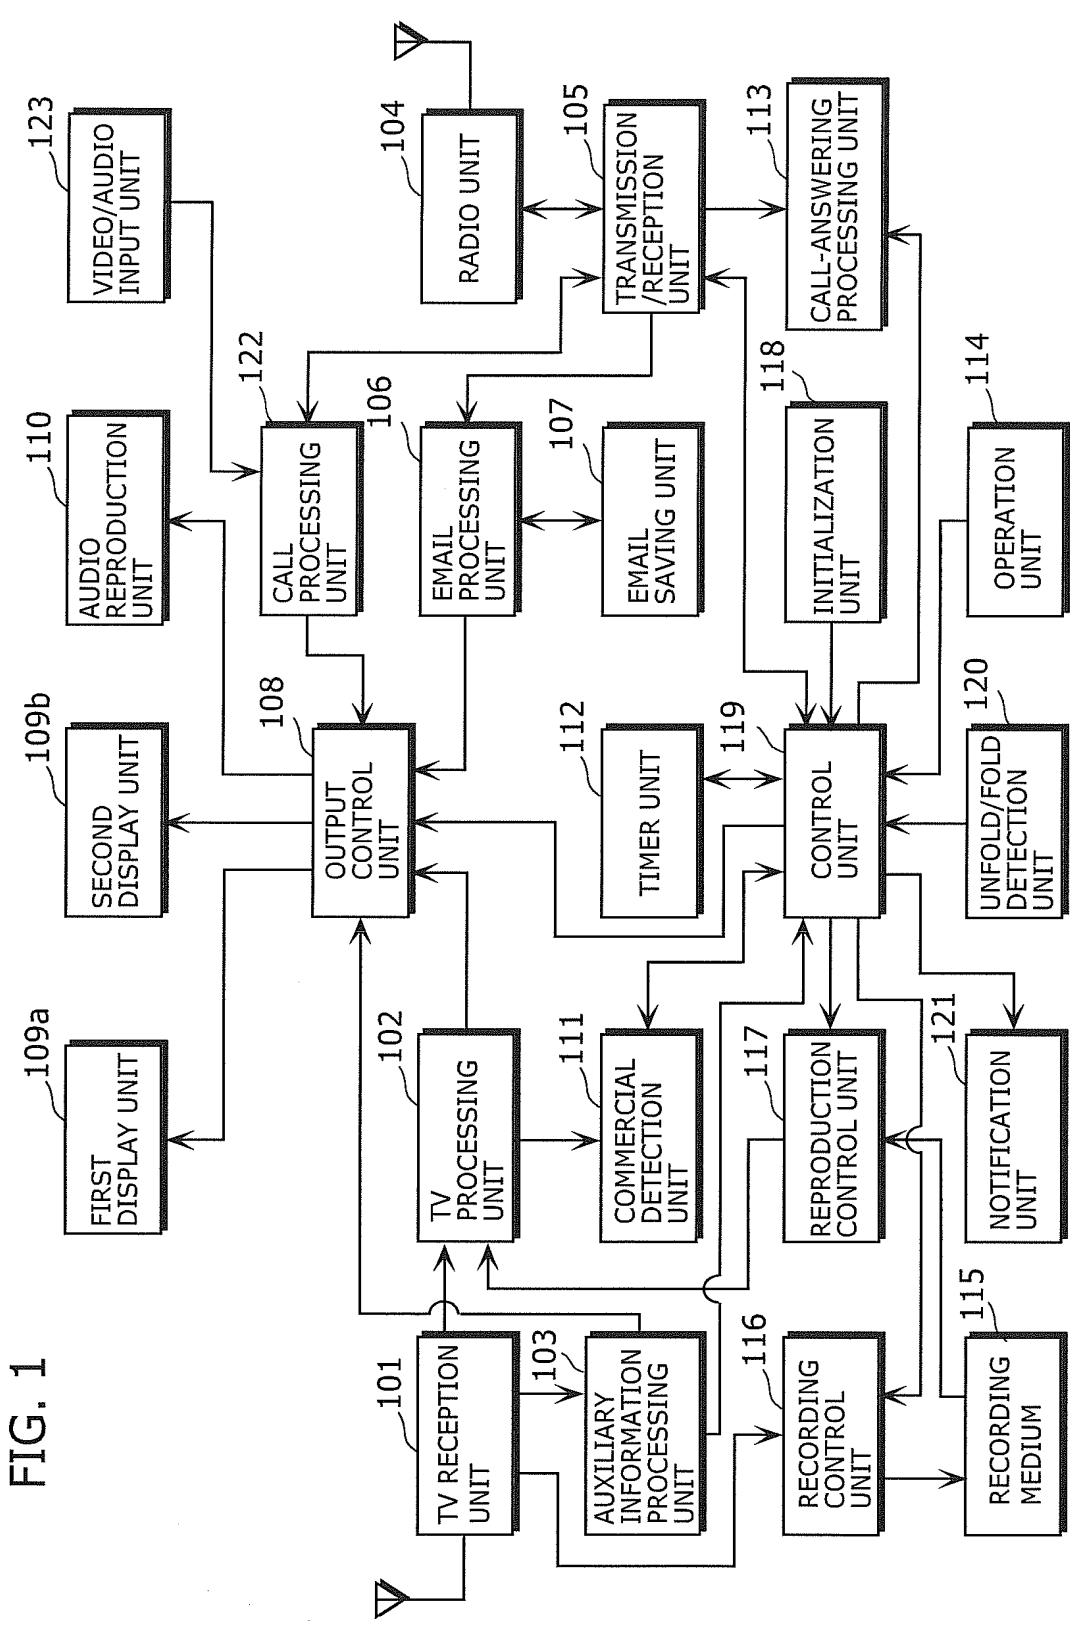 FIG. 1
109a
FIRST
DISPLAY UNIT
109b
SECOND
DISPLAY UNIT
110
AUDIO
REPRODUCTION
UNIT
123
VIDEO/AUDIO
INPUT UNIT
108
OUTPUT
CONTROL
UNIT
122
CALL
PROCESSING
UNIT
101
TV RECEPTION
UNIT
102
TV
PROCESSING
UNIT
106
EMAIL
PROCESSING
UNIT
104
RADIO UNIT
103
AUXILIARY
INFORMATION
PROCESSING
UNIT
111
COMMERCIAL
DETECTION
UNIT
112
TIMER UNIT
107
EMAIL
SAVING UNIT
105
TRANSMISSION
/RECEPTION
UNIT
116
RECORDING
CONTROL
UNIT
117
REPRODUCTION
CONTROL UNIT
119
CONTROL
UNIT
118
INITIALIZATION
UNIT
113
CALL-ANSWERING
PROCESSING UNIT
115
RECORDING
MEDIUM
121
NOTIFICATION
UNIT
120
UNFOLD/FOLD
DETECTION
UNIT
114
OPERATION
UNIT